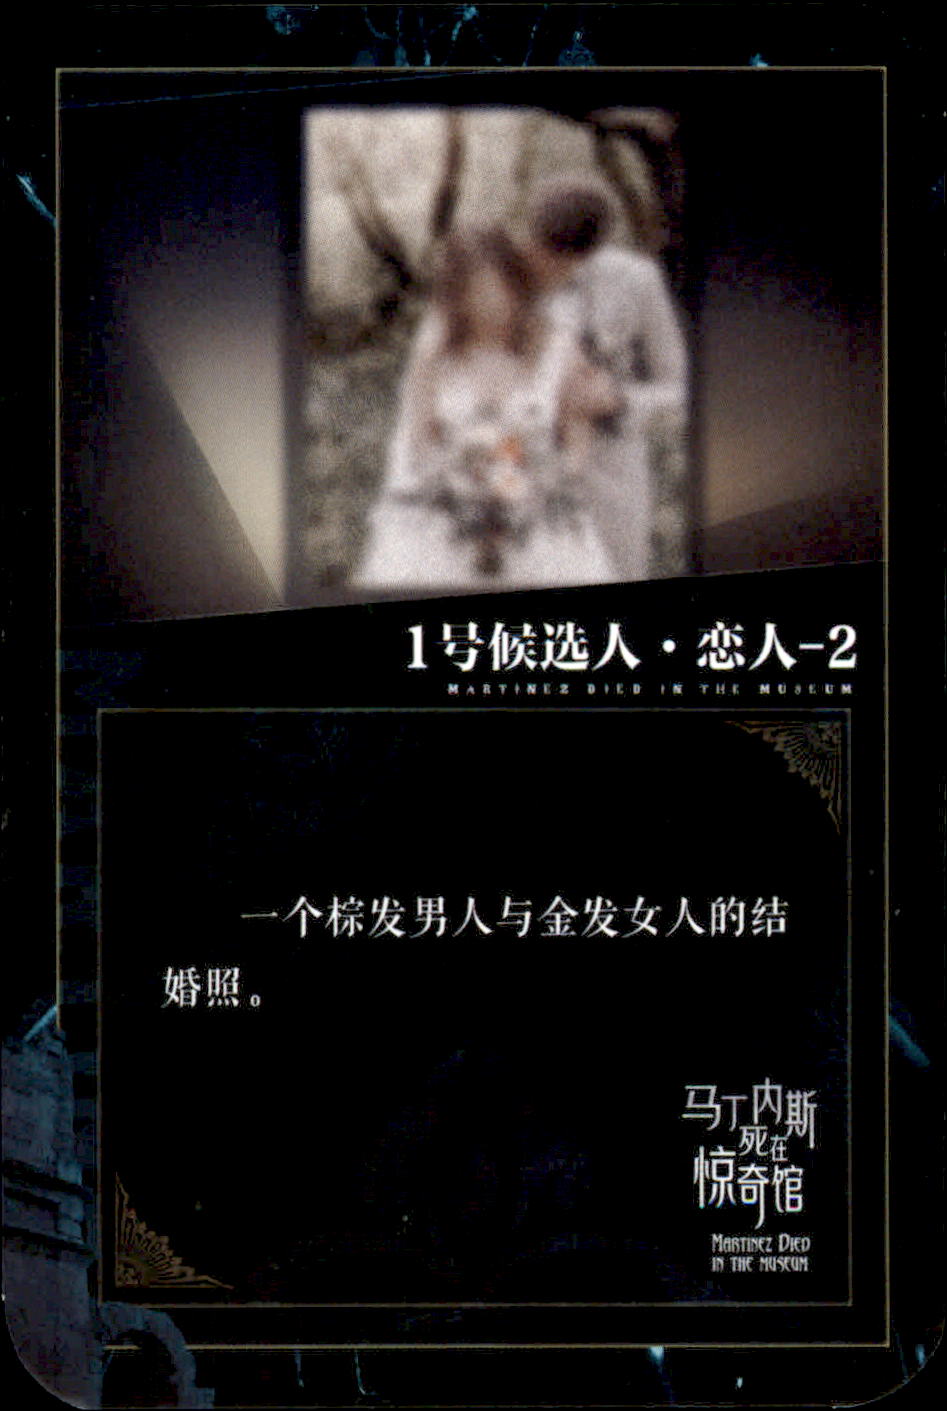 1号候选人·恋人-2
MARTINEZ DIED IN THE MUSEUM
一个棕发男人与金发女人的结
婚照。
马丁内斯
死在
惊奇馆
MARTINEZ DIED
IN THE MUSEUM